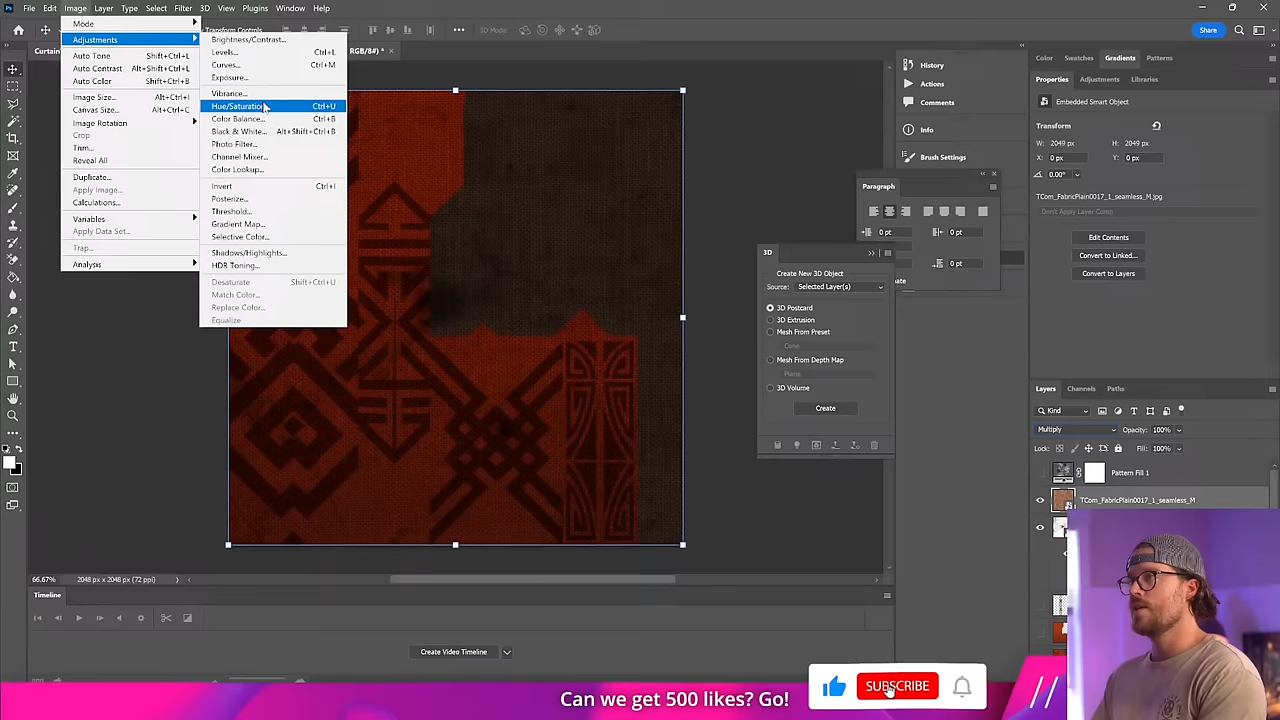 Ps File Edit Image Layer Type Select Filter 3D View Plugins Window Help
Transform Controls
3D Mode:
Share
Curtain
RGB/8#) *
Mode
Adjustments
Auto Tone Shift+Ctrl+L
Auto Contrast Alt+Shift+Ctrl+L
Auto Color Shift+Ctrl+B
Image Size... Alt+Ctrl+I
Canvas Size... Alt+Ctrl+C
Image Rotation
Crop
Trim...
Reveal All
Duplicate...
Apply Image...
Calculations...
Variables
Apply Data Set...
Trap...
Analysis
Brightness/Contrast...
Levels... Ctrl+L
Curves... Ctrl+M
Exposure...
Vibrance...
Hue/Saturation Ctrl+U
Color Balance... Ctrl+B
Black & White... Alt+Shift+Ctrl+B
Photo Filter...
Channel Mixer...
Color Lookup...
Invert Ctrl+I
Posterize...
Threshold...
Gradient Map...
Selective Color...
Shadows/Highlights...
HDR Toning...
Desaturate Shift+Ctrl+U
Match Color...
Replace Color...
Equalize
History
Actions
Comments
Info
Brush Settings
Paragraph
0 pt 0 pt
0 pt
ate
3D
Create New 3D Object
Source: Selected Layer(s)
3D Postcard
3D Extrusion
Mesh From Preset
Cone
Mesh From Depth Map
Plane
3D Volume
Create
Color Swatches Gradients Patterns
Properties Adjustments Libraries
Embedded Smart Object
Transform
W: 2049 px H: 2049 px
X: 0 px Y: 0 px
0.00°
TCom_FabricPlain0017_1_seamless_M.jpg
Don't Apply Layer Comp
Edit Contents
Convert to Linked...
Convert to Layers
Layers Channels Paths
Kind
Multiply Opacity: 100%
Lock: Fill: 100%
Pattern Fill 1
TCom_FabricPlain0017_1_seamless_M
66.67% 2048 px x 2048 px (72 ppi)
Timeline
Create Video Timeline
Can we get 500 likes? Go!
SUBSCRIBE
//